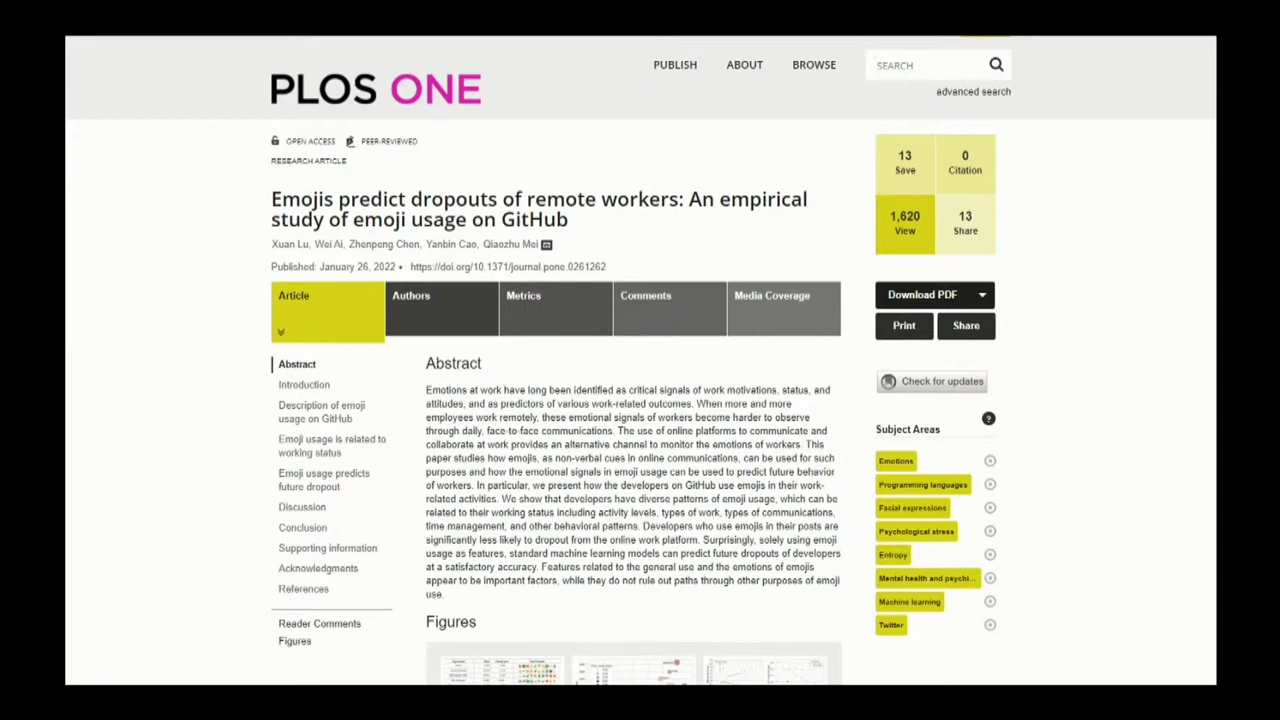 PUBLISH ABOUT BROWSE
SEARCH
advanced search
PLOS ONE
OPEN ACCESS PEER-REVIEWED
RESEARCH ARTICLE
Emojis predict dropouts of remote workers: An empirical
study of emoji usage on GitHub
Xuan Lu, Wei Ai, Zhenpeng Chen, Yanbin Cao, Qiaozhu Mei
Published: January 26, 2022 • https://doi.org/10.1371/journal.pone.0261262
13
Save
0
Citation
1,620
View
13
Share
Article
Authors
Metrics
Comments
Media Coverage
Download PDF
Print
Share
Check for updates
Abstract
Introduction
Description of emoji
usage on GitHub
Emoji usage is related to
working status
Emoji usage predicts
future dropout
Discussion
Conclusion
Supporting information
Acknowledgments
References
Reader Comments
Figures
Abstract
Emotions at work have long been identified as critical signals of work motivations, status, and
attitudes, and as predictors of various work-related outcomes. When more and more
employees work remotely, these emotional signals of workers become harder to observe
through daily, face-to-face communications. The use of online platforms to communicate and
collaborate at work provides an alternative channel to monitor the emotions of workers. This
paper studies how emojis, as non-verbal cues in online communications, can be used for such
purposes and how the emotional signals in emoji usage can be used to predict future behavior
of workers. In particular, we present how the developers on GitHub use emojis in their work-
related activities. We show that developers have diverse patterns of emoji usage, which can be
related to their working status including activity levels, types of work, types of communications,
time management, and other behavioral patterns. Developers who use emojis in their posts are
significantly less likely to dropout from the online work platform. Surprisingly, solely using emoji
usage as features, standard machine learning models can predict future dropouts of developers
at a satisfactory accuracy. Features related to the general use and the emotions of emojis
appear to be important factors, while they do not rule out paths through other purposes of emoji
use.
Figures
?
Subject Areas
Emotions
Programming languages
Facial expressions
Psychological stress
Entropy
Mental health and psychi...
Machine learning
Twitter